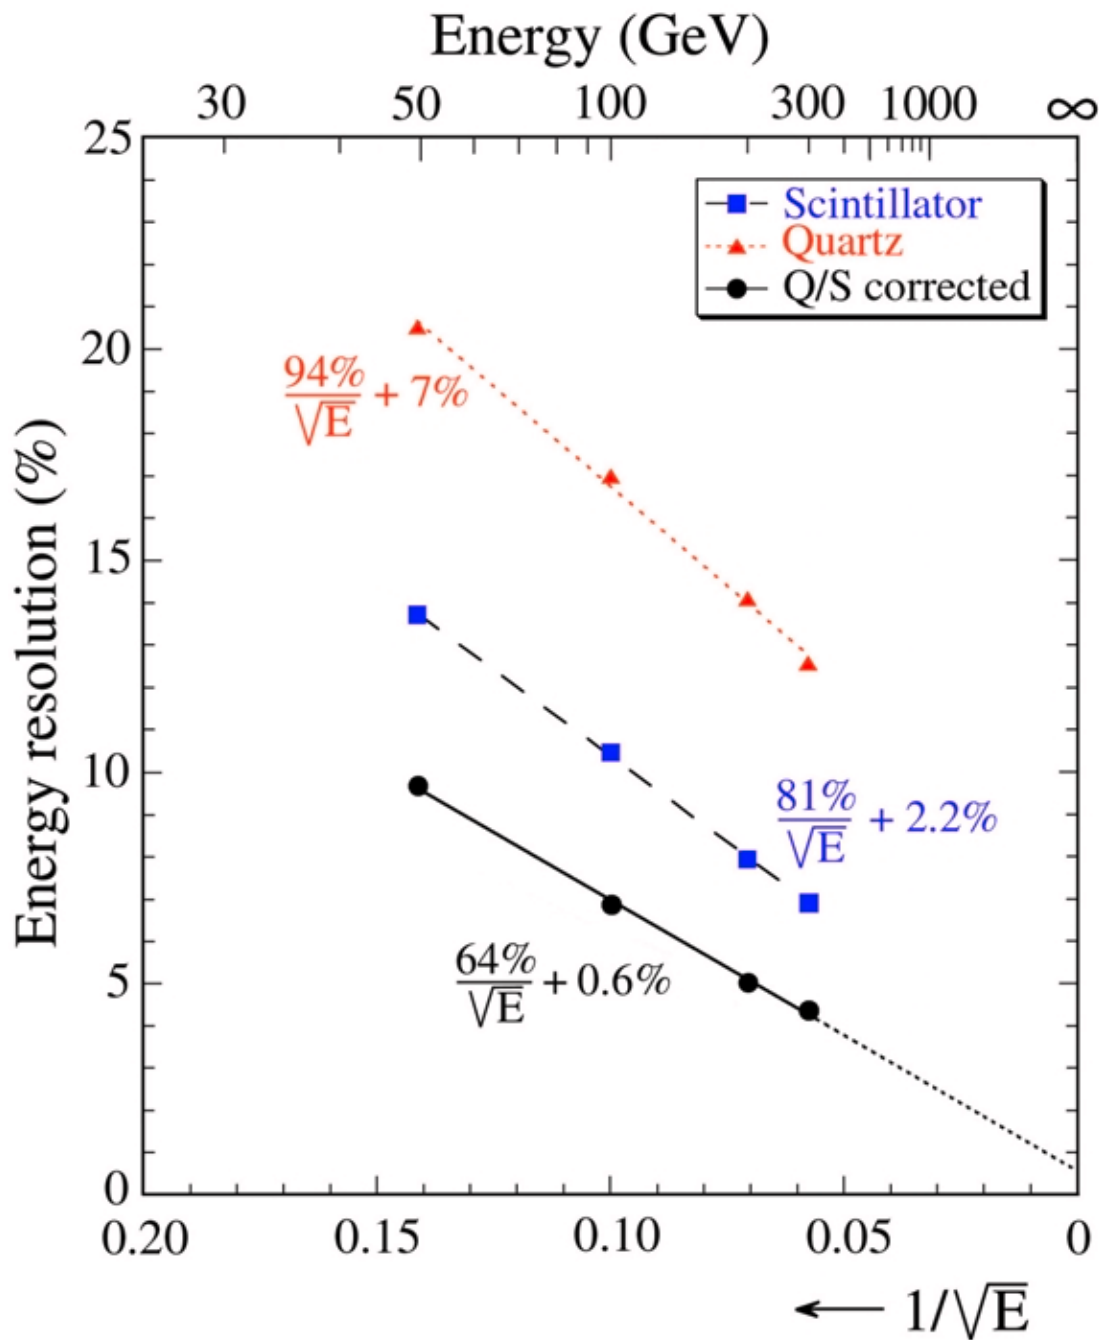 Energy (GeV)
30 50 100 300 1000 ∞
25
Scintillator
Quartz
Q/S corrected
20
94%/√E + 7%
15
10
81%/√E + 2.2%
64%/√E + 0.6%
5
0
Energy resolution (%)
0.20 0.15 0.10 0.05 0
← 1/√E